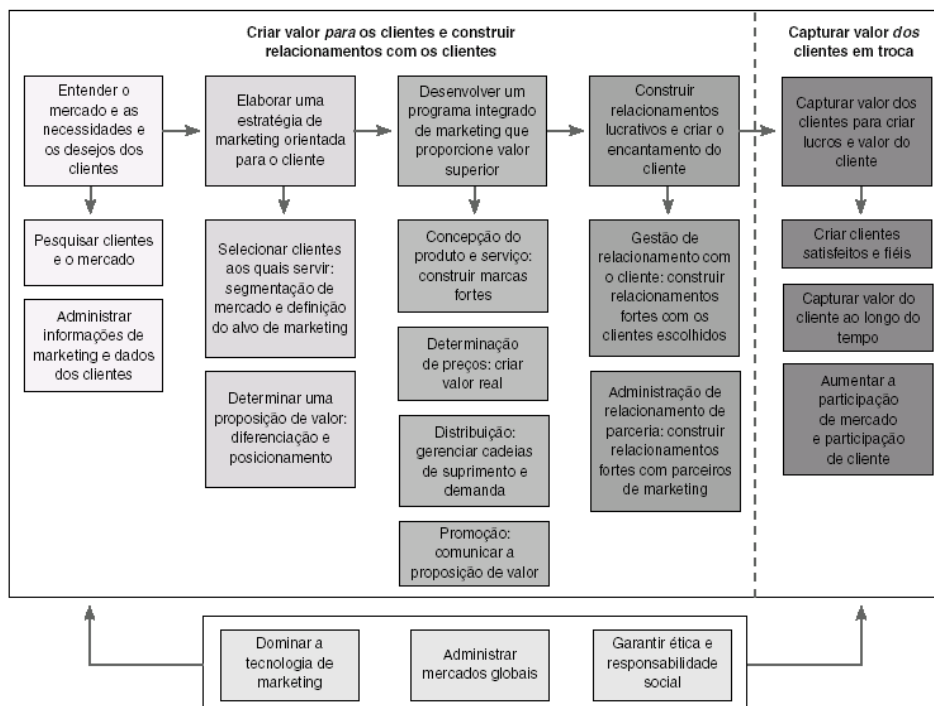 Criar valor para os clientes e construir
relacionamentos com os clientes
Capturar valor dos
clientes em troca
Entender o
mercado e as
necessidades e
os desejos dos
clientes
Elaborar uma
estratégia de
marketing orientada
para o cliente
Desenvolver um
programa integrado
de marketing que
proporcione valor
superior
Construir
relacionamentos
lucrativos e criar o
encantamento do
cliente
Capturar valor dos
clientes para criar
lucros e valor do
cliente
Pesquisar clientes
e o mercado
Administrar
informações de
marketing e dados
dos clientes
Selecionar clientes
aos quais servir:
segmentação de
mercado e definição
do alvo de marketing
Determinar uma
proposição de valor:
diferenciação e
posicionamento
Concepção do
produto e serviço:
construir marcas
fortes
Determinação
de preços: criar
valor real
Distribuição:
gerenciar cadeias
de suprimento e
demanda
Promoção:
comunicar a
proposição de valor
Gestão de
relacionamento com
o cliente: construir
relacionamentos
fortes com os
clientes escolhidos
Administração de
relacionamento de
parceria: construir
relacionamentos
fortes com parceiros
de marketing
Criar clientes
satisfeitos e fiéis
Capturar valor do
cliente ao longo do
tempo
Aumentar a
participação
de mercado
e participação
de cliente
Dominar a
tecnologia de
marketing
Administrar
mercados globais
Garantir ética e
responsabilidade
social